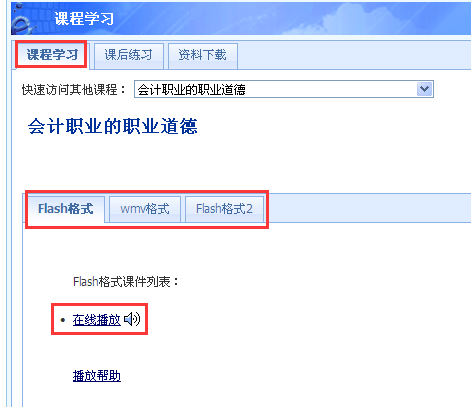 课程学习
课程学习 课后练习 资料下载
快速访问其他课程： 会计职业的职业道德
会计职业的职业道德
Flash格式 wmv格式 Flash格式2
Flash格式课件列表：
• 在线播放
播放帮助